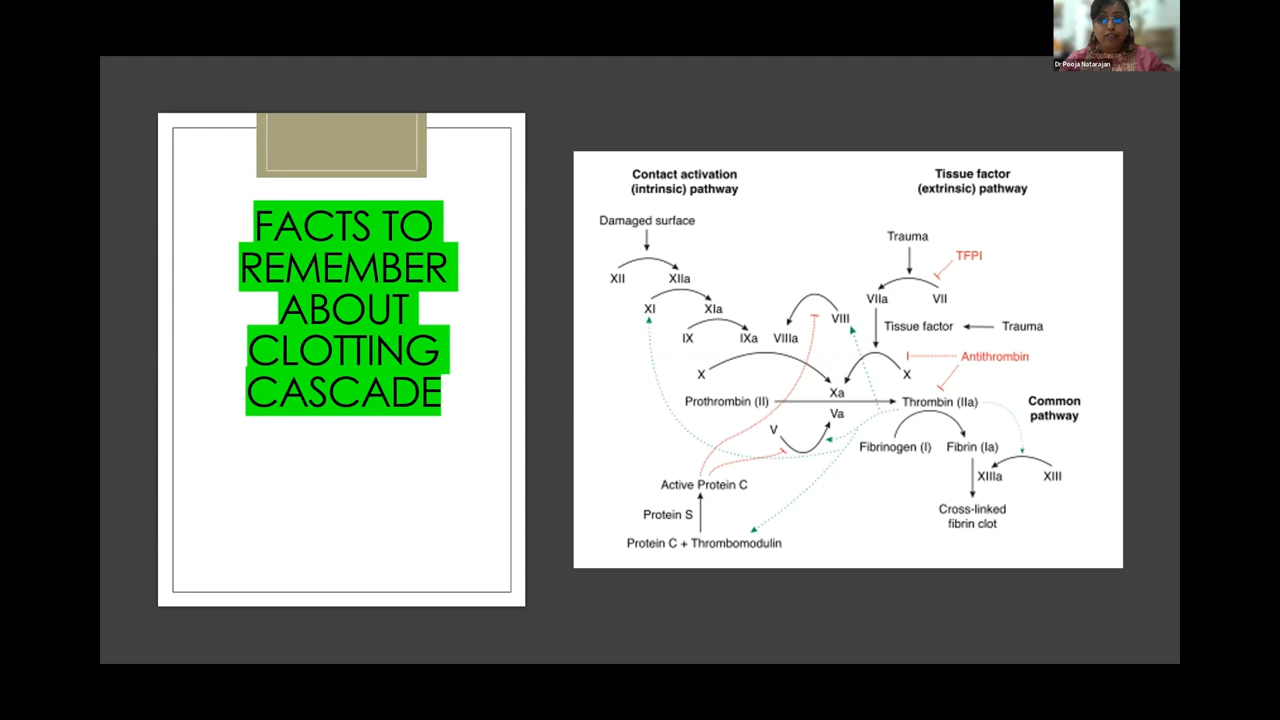 Dr Pooja Natarajan
FACTS TO
REMEMBER
ABOUT
CLOTTING
CASCADE
Contact activation
(intrinsic) pathway
Tissue factor
(extrinsic) pathway
Damaged surface
Trauma
TFPI
XII
XIIa
VIIa
VII
XI
XIa
VIII
IX
IXa
VIIIa
Tissue factor
Trauma
X
Xa
X
I
Antithrombin
Prothrombin (II)
Va
Thrombin (IIa)
Common
pathway
V
Fibrinogen (I)
Fibrin (Ia)
XIIIa
XIII
Active Protein C
Protein S
Protein C + Thrombomodulin
Cross-linked
fibrin clot